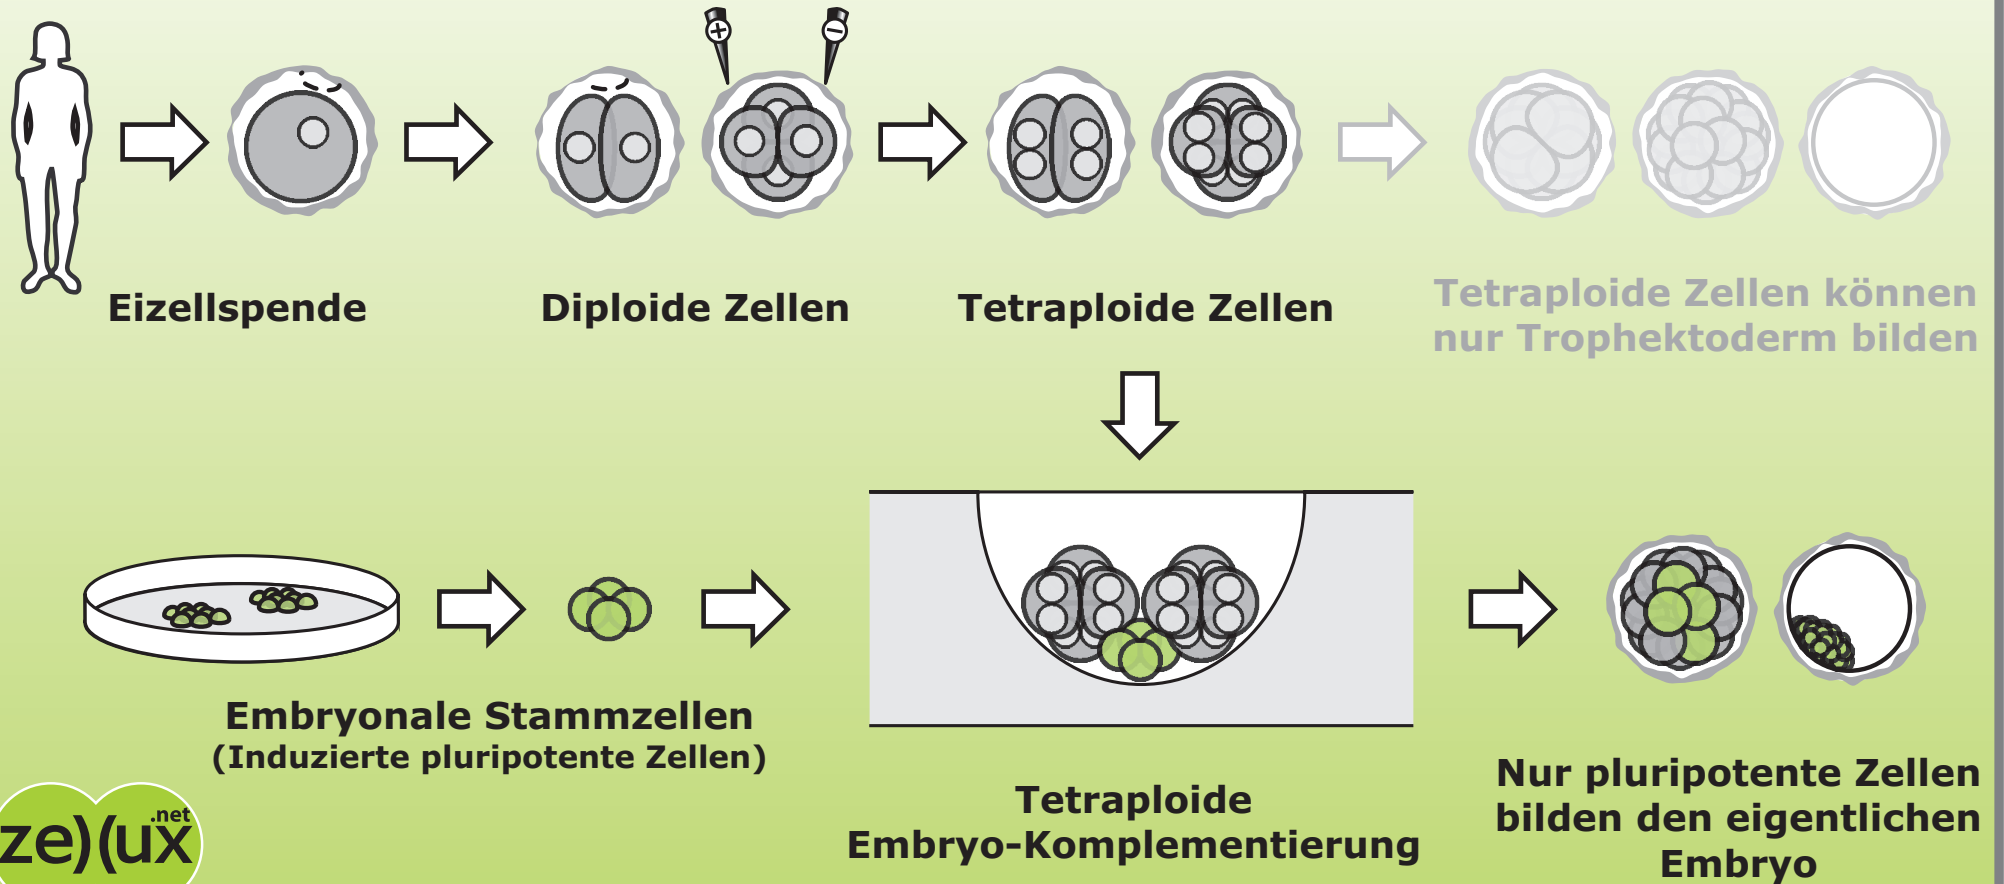 + −
Eizellspende
Diploide Zellen
Tetraploide Zellen
Tetraploide Zellen können
nur Trophektoderm bilden
Embryonale Stammzellen
(Induzierte pluripotente Zellen)
Tetraploide
Embryo-Komplementierung
Nur pluripotente Zellen
bilden den eigentlichen
Embryo
ze)(ux.net